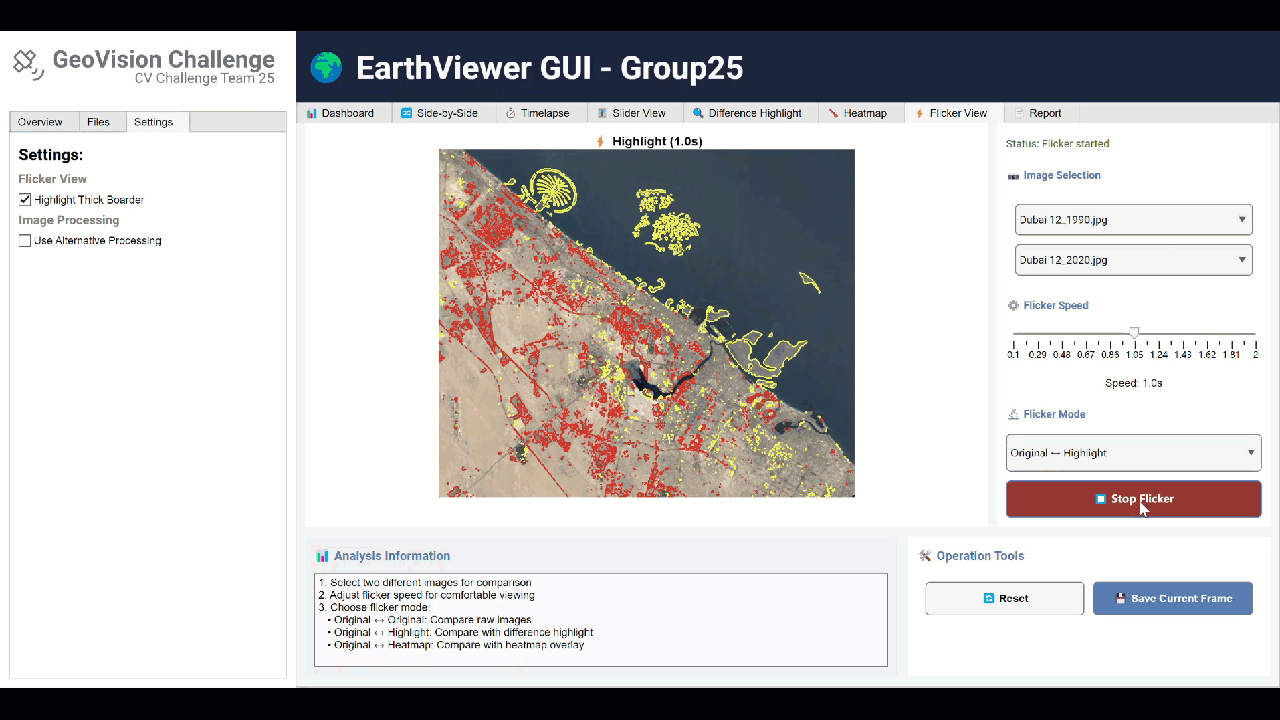 GeoVision Challenge
CV Challenge Team 25
EarthViewer GUI - Group25
Overview
Files
Settings
Settings:
Flicker View
Highlight Thick Boarder
Image Processing
Use Alternative Processing
Dashboard
Side-by-Side
Timelapse
Slider View
Difference Highlight
Heatmap
Flicker View
Report
Highlight (1.0s)
Status: Flicker started
Image Selection
Dubai 12_1990.jpg
Dubai 12_2020.jpg
Flicker Speed
0.1 0.29 0.48 0.67 0.86 1.05 1.24 1.43 1.62 1.81 2
Speed: 1.0s
Flicker Mode
Original ↔ Highlight
Stop Flicker
Analysis Information
1. Select two different images for comparison
2. Adjust flicker speed for comfortable viewing
3. Choose flicker mode:
• Original ↔ Original: Compare raw images
• Original ↔ Highlight: Compare with difference highlight
• Original ↔ Heatmap: Compare with heatmap overlay
Operation Tools
Reset
Save Current Frame